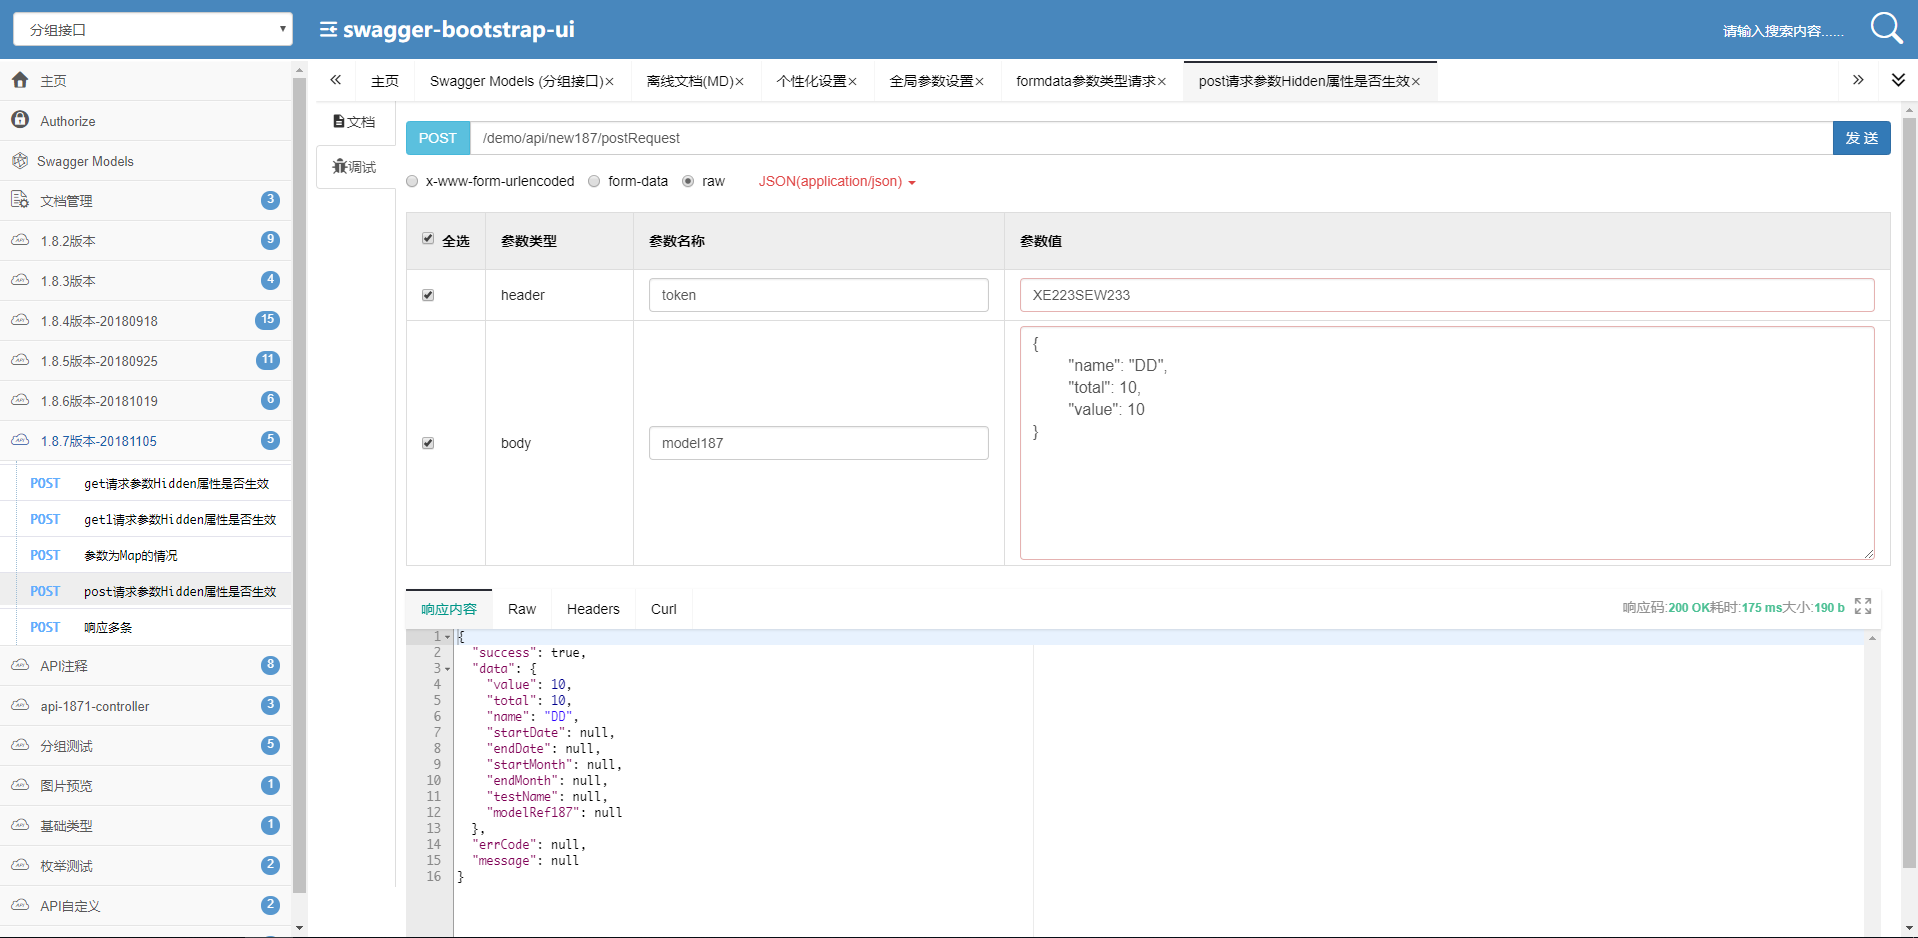 分组接口
swagger-bootstrap-ui
请输入搜索内容......
主页
Authorize
Swagger Models
文档管理 3
1.8.2版本 9
1.8.3版本 4
1.8.4版本-20180918 15
1.8.5版本-20180925 11
1.8.6版本-20181019 6
1.8.7版本-20181105 5
POST get请求参数Hidden属性是否生效
POST get1请求参数Hidden属性是否生效
POST 参数为Map的情况
POST post请求参数Hidden属性是否生效
POST 响应多条
API注释 8
api-1871-controller 3
分组测试 5
图片预览 1
基础类型 1
枚举测试 2
API自定义 2
主页 Swagger Models (分组接口)× 离线文档(MD)× 个性化设置× 全局参数设置× formdata参数类型请求× post请求参数Hidden属性是否生效×
文档
调试
POST /demo/api/new187/postRequest 发 送
x-www-form-urlencoded form-data raw JSON(application/json)
全选 参数类型 参数名称 参数值
header token XE223SEW233
body model187
{
"name": "DD",
"total": 10,
"value": 10
}
响应内容 Raw Headers Curl 响应码:200 OK耗时:175 ms大小:190 b
1 {
2 "success": true,
3 "data": {
4 "value": 10,
5 "total": 10,
6 "name": "DD",
7 "startDate": null,
8 "endDate": null,
9 "startMonth": null,
10 "endMonth": null,
11 "testName": null,
12 "modelRef187": null
13 },
14 "errCode": null,
15 "message": null
16 }